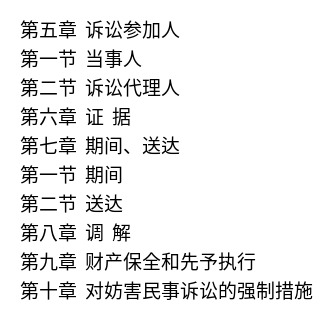 第五章 诉讼参加人
第一节 当事人
第二节 诉讼代理人
第六章 证 据
第七章 期间、送达
第一节 期间
第二节 送达
第八章 调 解
第九章 财产保全和先予执行
第十章 对妨害民事诉讼的强制措施